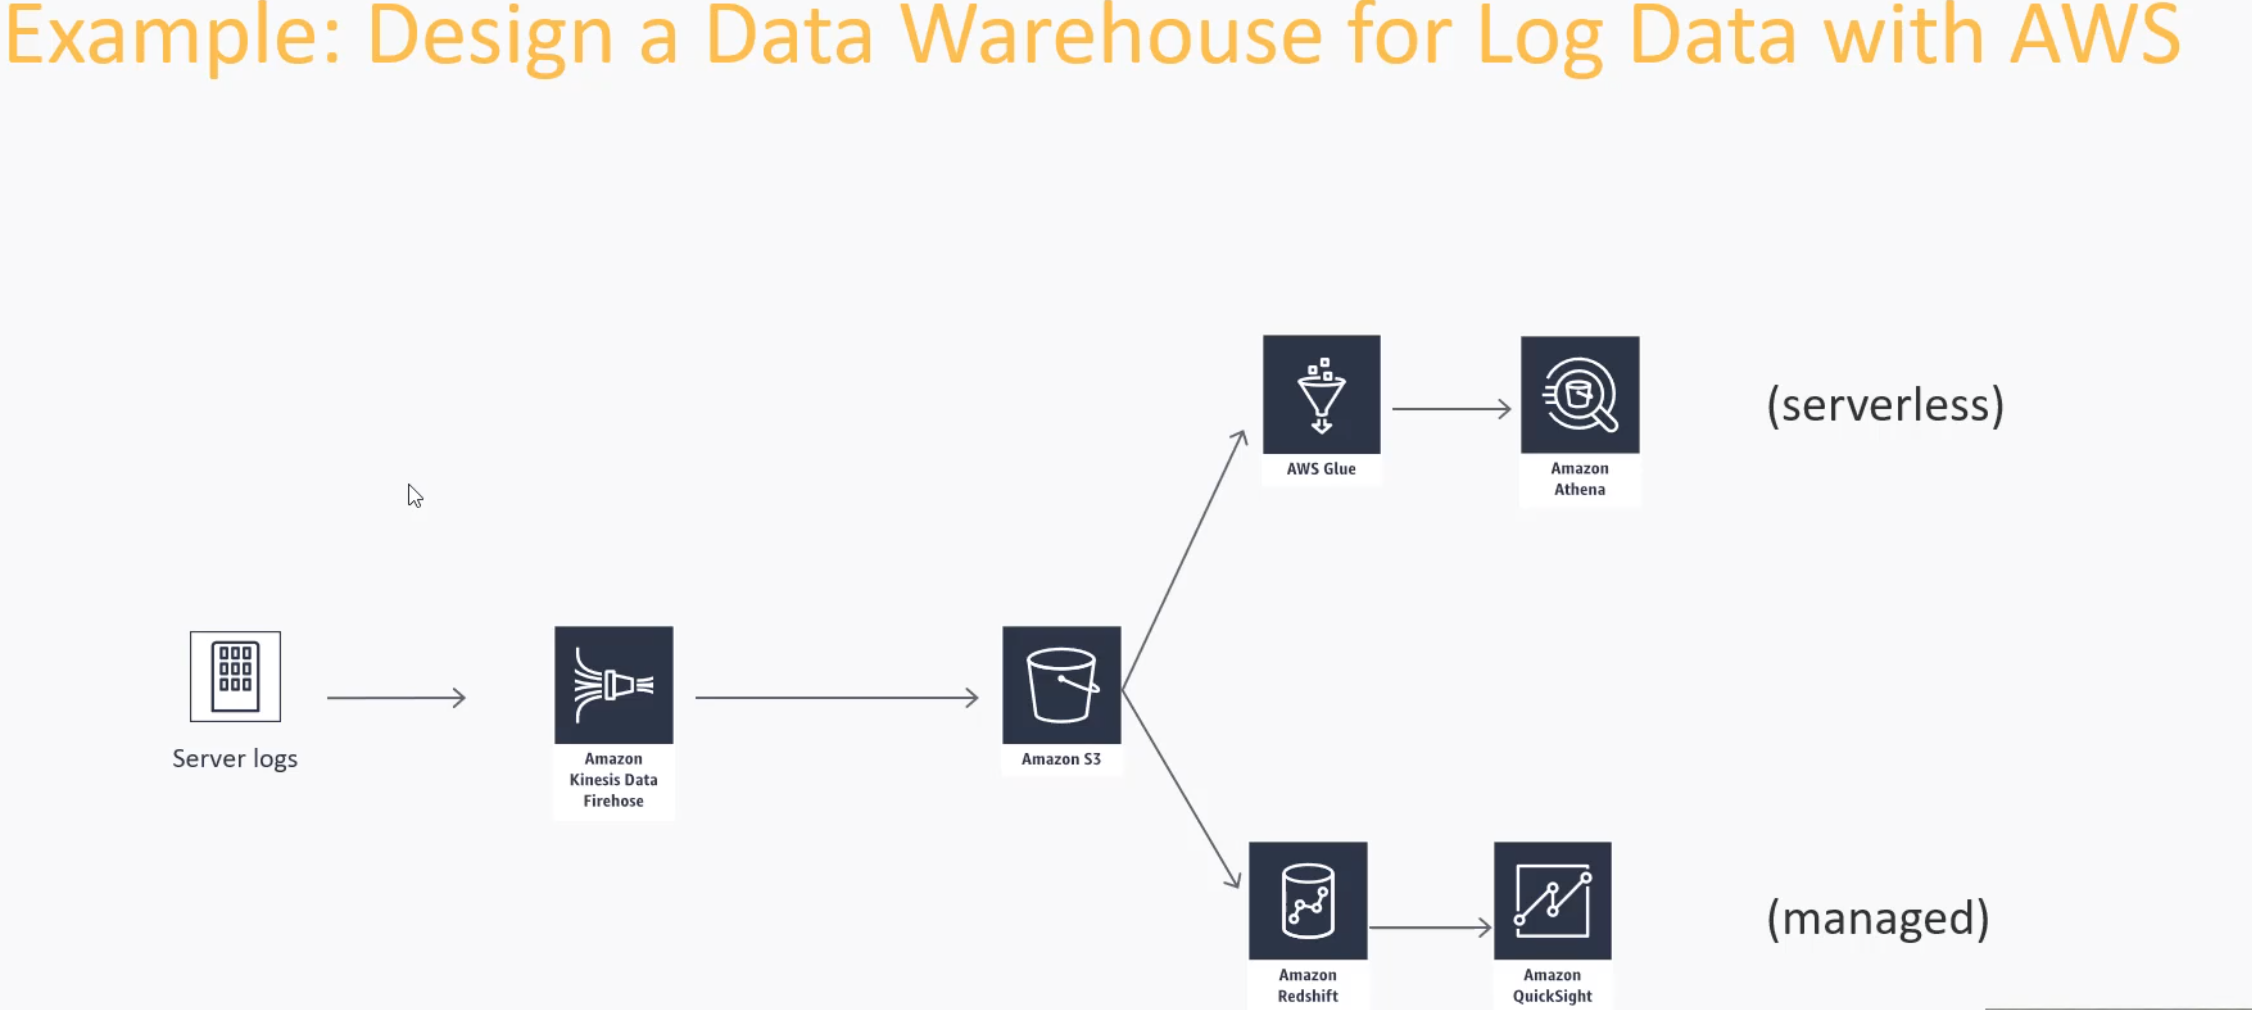 Example: Design a Data Warehouse for Log Data with AWS
AWS Glue
Amazon
Athena
(serverless)
Server logs
Amazon
Kinesis Data
Firehose
Amazon S3
Amazon
Redshift
Amazon
QuickSight
(managed)